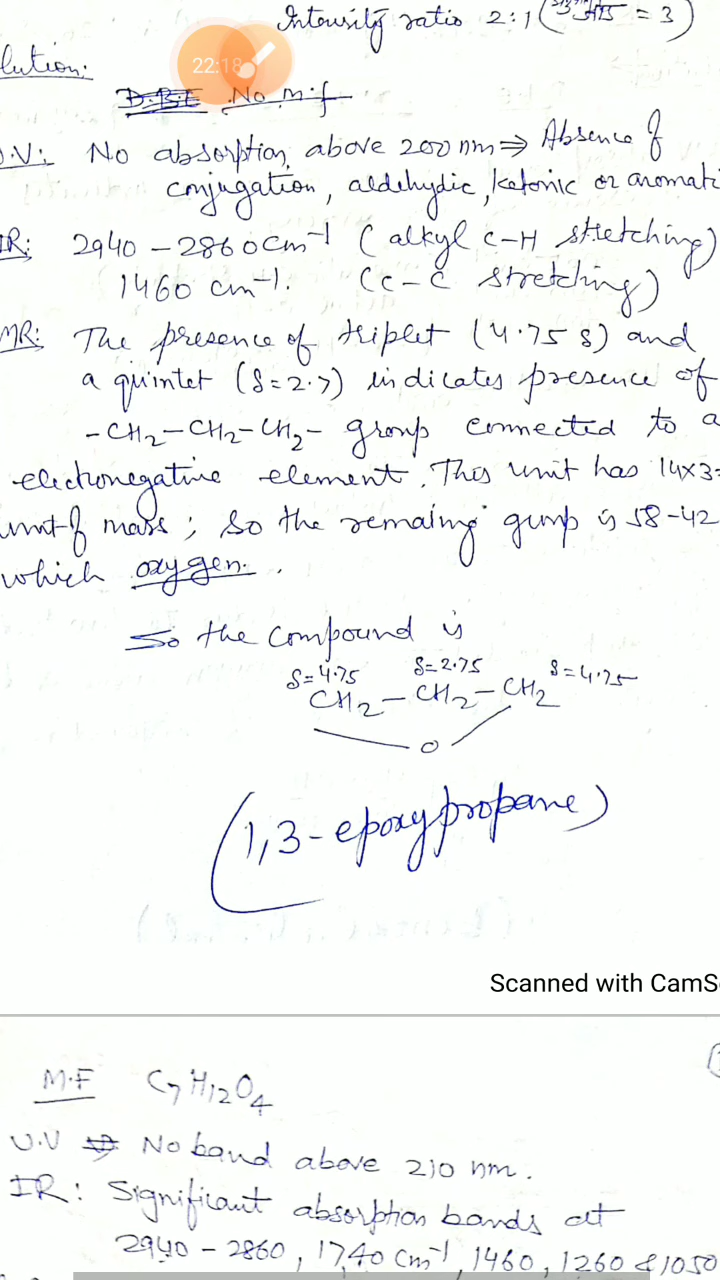 Intensity ratio 2:1 ( = 3)
lution:
22:18
D.B.E No m.f
U.V: No absorption above 200 nm ⇒ Absence of
conjugation, aldehydic, ketonic or aromati
IR: 2940 - 2860 cm⁻¹ (alkyl C-H stretching)
1460 cm⁻¹. (C-C stretching)
MR: The presence of triplet (4.75 δ) and
a quintet (δ=2.7) indicates presence of
-CH₂-CH₂-CH₂- group connected to a
electronegative element. This unit has 14×3=
unit of mass; so the remaing group is 58-42
which oxygen.
So the compound is
δ=4.75 δ=2.75 δ=4.75
CH₂-CH₂-CH₂
O
(1,3-epoxypropane)
Scanned with CamS
M.F C₇H₁₂O₄
U.V ⇒ No band above 210 nm.
IR: Significant absorption bands at
2940-2860, 1740 cm⁻¹, 1460, 1260 & 1050